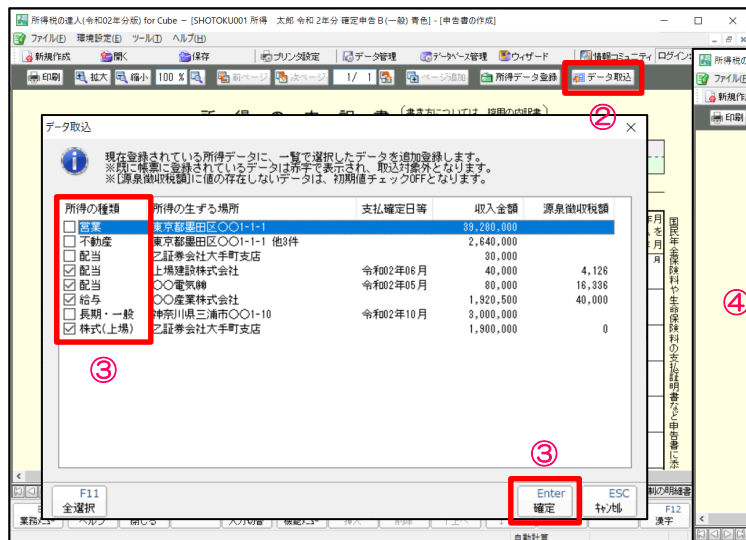 所得税の達人(令和02年分版) for Cube - [SHOTOKU001 所得 太郎 令和 2年分 確定申告B(一般) 青色] - [申告書の作成]
ファイル(F) 環境設定(E) ツール(T) ヘルプ(H)
新規作成 開く 保存 プリンタ設定 データ管理 データベース管理 ウィザード 情報コミュニティ ログイン:
印刷 拡大 縮小 100 % 前ページ 次ページ 1/ 1 ページ追加 所得データ登録 データ取込
②
データ取込
現在登録されている所得データに、一覧で選択したデータを追加登録します。
※既に帳票に登録されているデータは赤字で表示され、取込対象外となります。
※[源泉徴収税額]に値の存在しないデータは、初期値チェックOFFとなります。
所得の種類 所得の生ずる場所 支払確定日等 収入金額 源泉徴収税額
営業 東京都墨田区〇〇1-1-1 39,280,000
不動産 東京都墨田区〇〇1-1-1 他3件 2,640,000
配当 乙証券会社大手町支店 30,000
配当 上場建設株式会社 令和02年06月 40,000 4,126
配当 〇〇電気㈱ 令和02年05月 80,000 16,336
給与 〇〇産業株式会社 1,920,500 40,000
長期・一般 神奈川県三浦市〇〇1-10 令和02年10月 3,000,000
株式(上場) 乙証券会社大手町支店 1,900,000 0
③
③
F11
全選択
Enter
確定
ESC
ｷｬﾝｾﾙ
国民年金保険料や生命保険料の支払証明書など申告書に添
F12
漢字
自動計算
所得税の
ファイル(F)
新規作
印刷
④